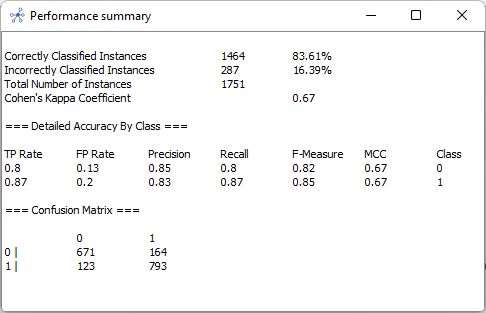 Performance summary
Correctly Classified Instances 1464 83.61%
Incorrectly Classified Instances 287 16.39%
Total Number of Instances 1751
Cohen's Kappa Coefficient 0.67
=== Detailed Accuracy By Class ===
TP Rate FP Rate Precision Recall F-Measure MCC Class
0.8 0.13 0.85 0.8 0.82 0.67 0
0.87 0.2 0.83 0.87 0.85 0.67 1
=== Confusion Matrix ===
0 1
0 | 671 164
1 | 123 793